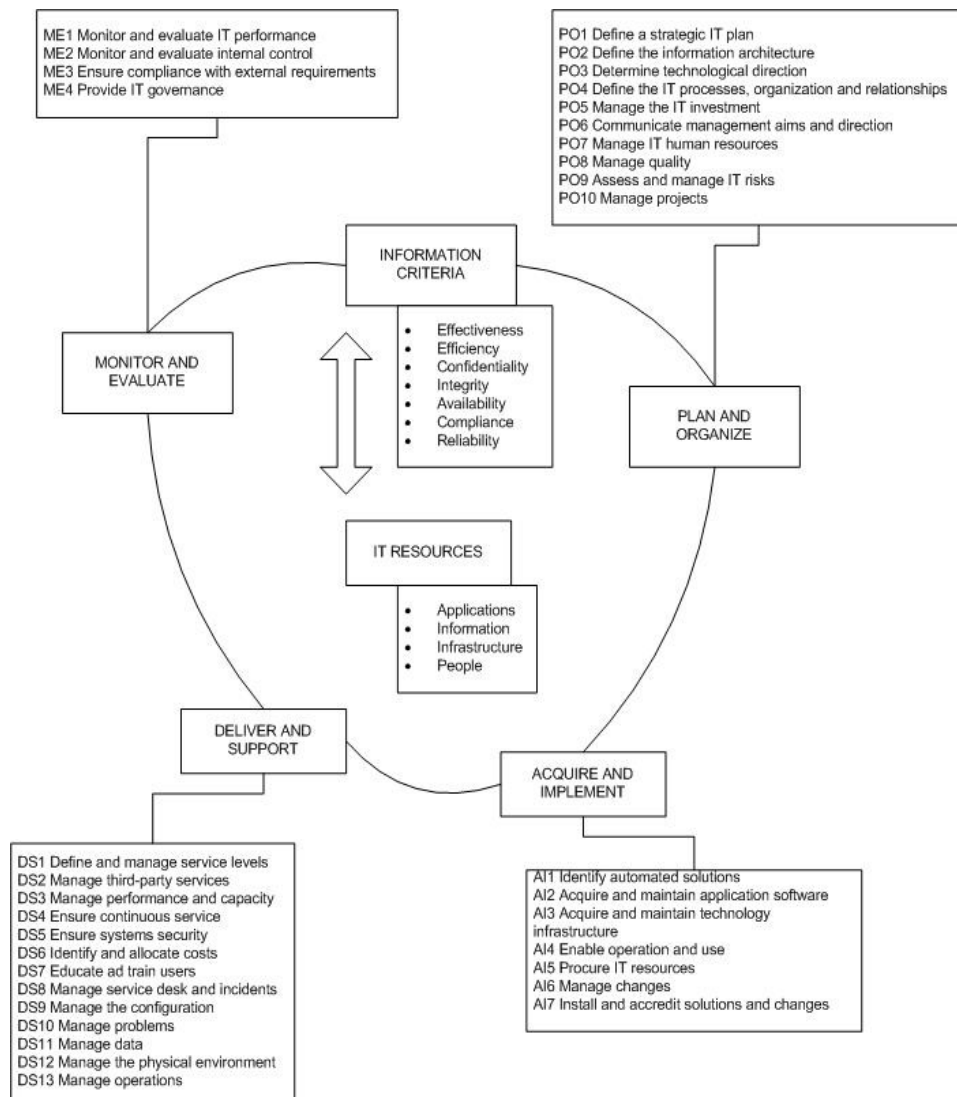 ME1 Monitor and evaluate IT performance
ME2 Monitor and evaluate internal control
ME3 Ensure compliance with external requirements
ME4 Provide IT governance
PO1 Define a strategic IT plan
PO2 Define the information architecture
PO3 Determine technological direction
PO4 Define the IT processes, organization and relationships
PO5 Manage the IT investment
PO6 Communicate management aims and direction
PO7 Manage IT human resources
PO8 Manage quality
PO9 Assess and manage IT risks
PO10 Manage projects
INFORMATION
CRITERIA
• Effectiveness
• Efficiency
• Confidentiality
• Integrity
• Availability
• Compliance
• Reliability
MONITOR AND
EVALUATE
PLAN AND
ORGANIZE
IT RESOURCES
• Applications
• Information
• Infrastructure
• People
DELIVER AND
SUPPORT
ACQUIRE AND
IMPLEMENT
DS1 Define and manage service levels
DS2 Manage third-party services
DS3 Manage performance and capacity
DS4 Ensure continuous service
DS5 Ensure systems security
DS6 Identify and allocate costs
DS7 Educate ad train users
DS8 Manage service desk and incidents
DS9 Manage the configuration
DS10 Manage problems
DS11 Manage data
DS12 Manage the physical environment
DS13 Manage operations
AI1 Identify automated solutions
AI2 Acquire and maintain application software
AI3 Acquire and maintain technology
infrastructure
AI4 Enable operation and use
AI5 Procure IT resources
AI6 Manage changes
AI7 Install and accredit solutions and changes